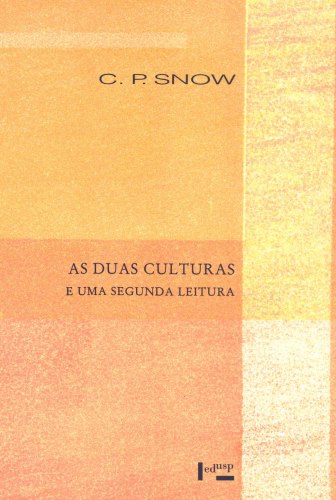 C. P. SNOW
AS DUAS CULTURAS
E UMA SEGUNDA LEITURA
edusp